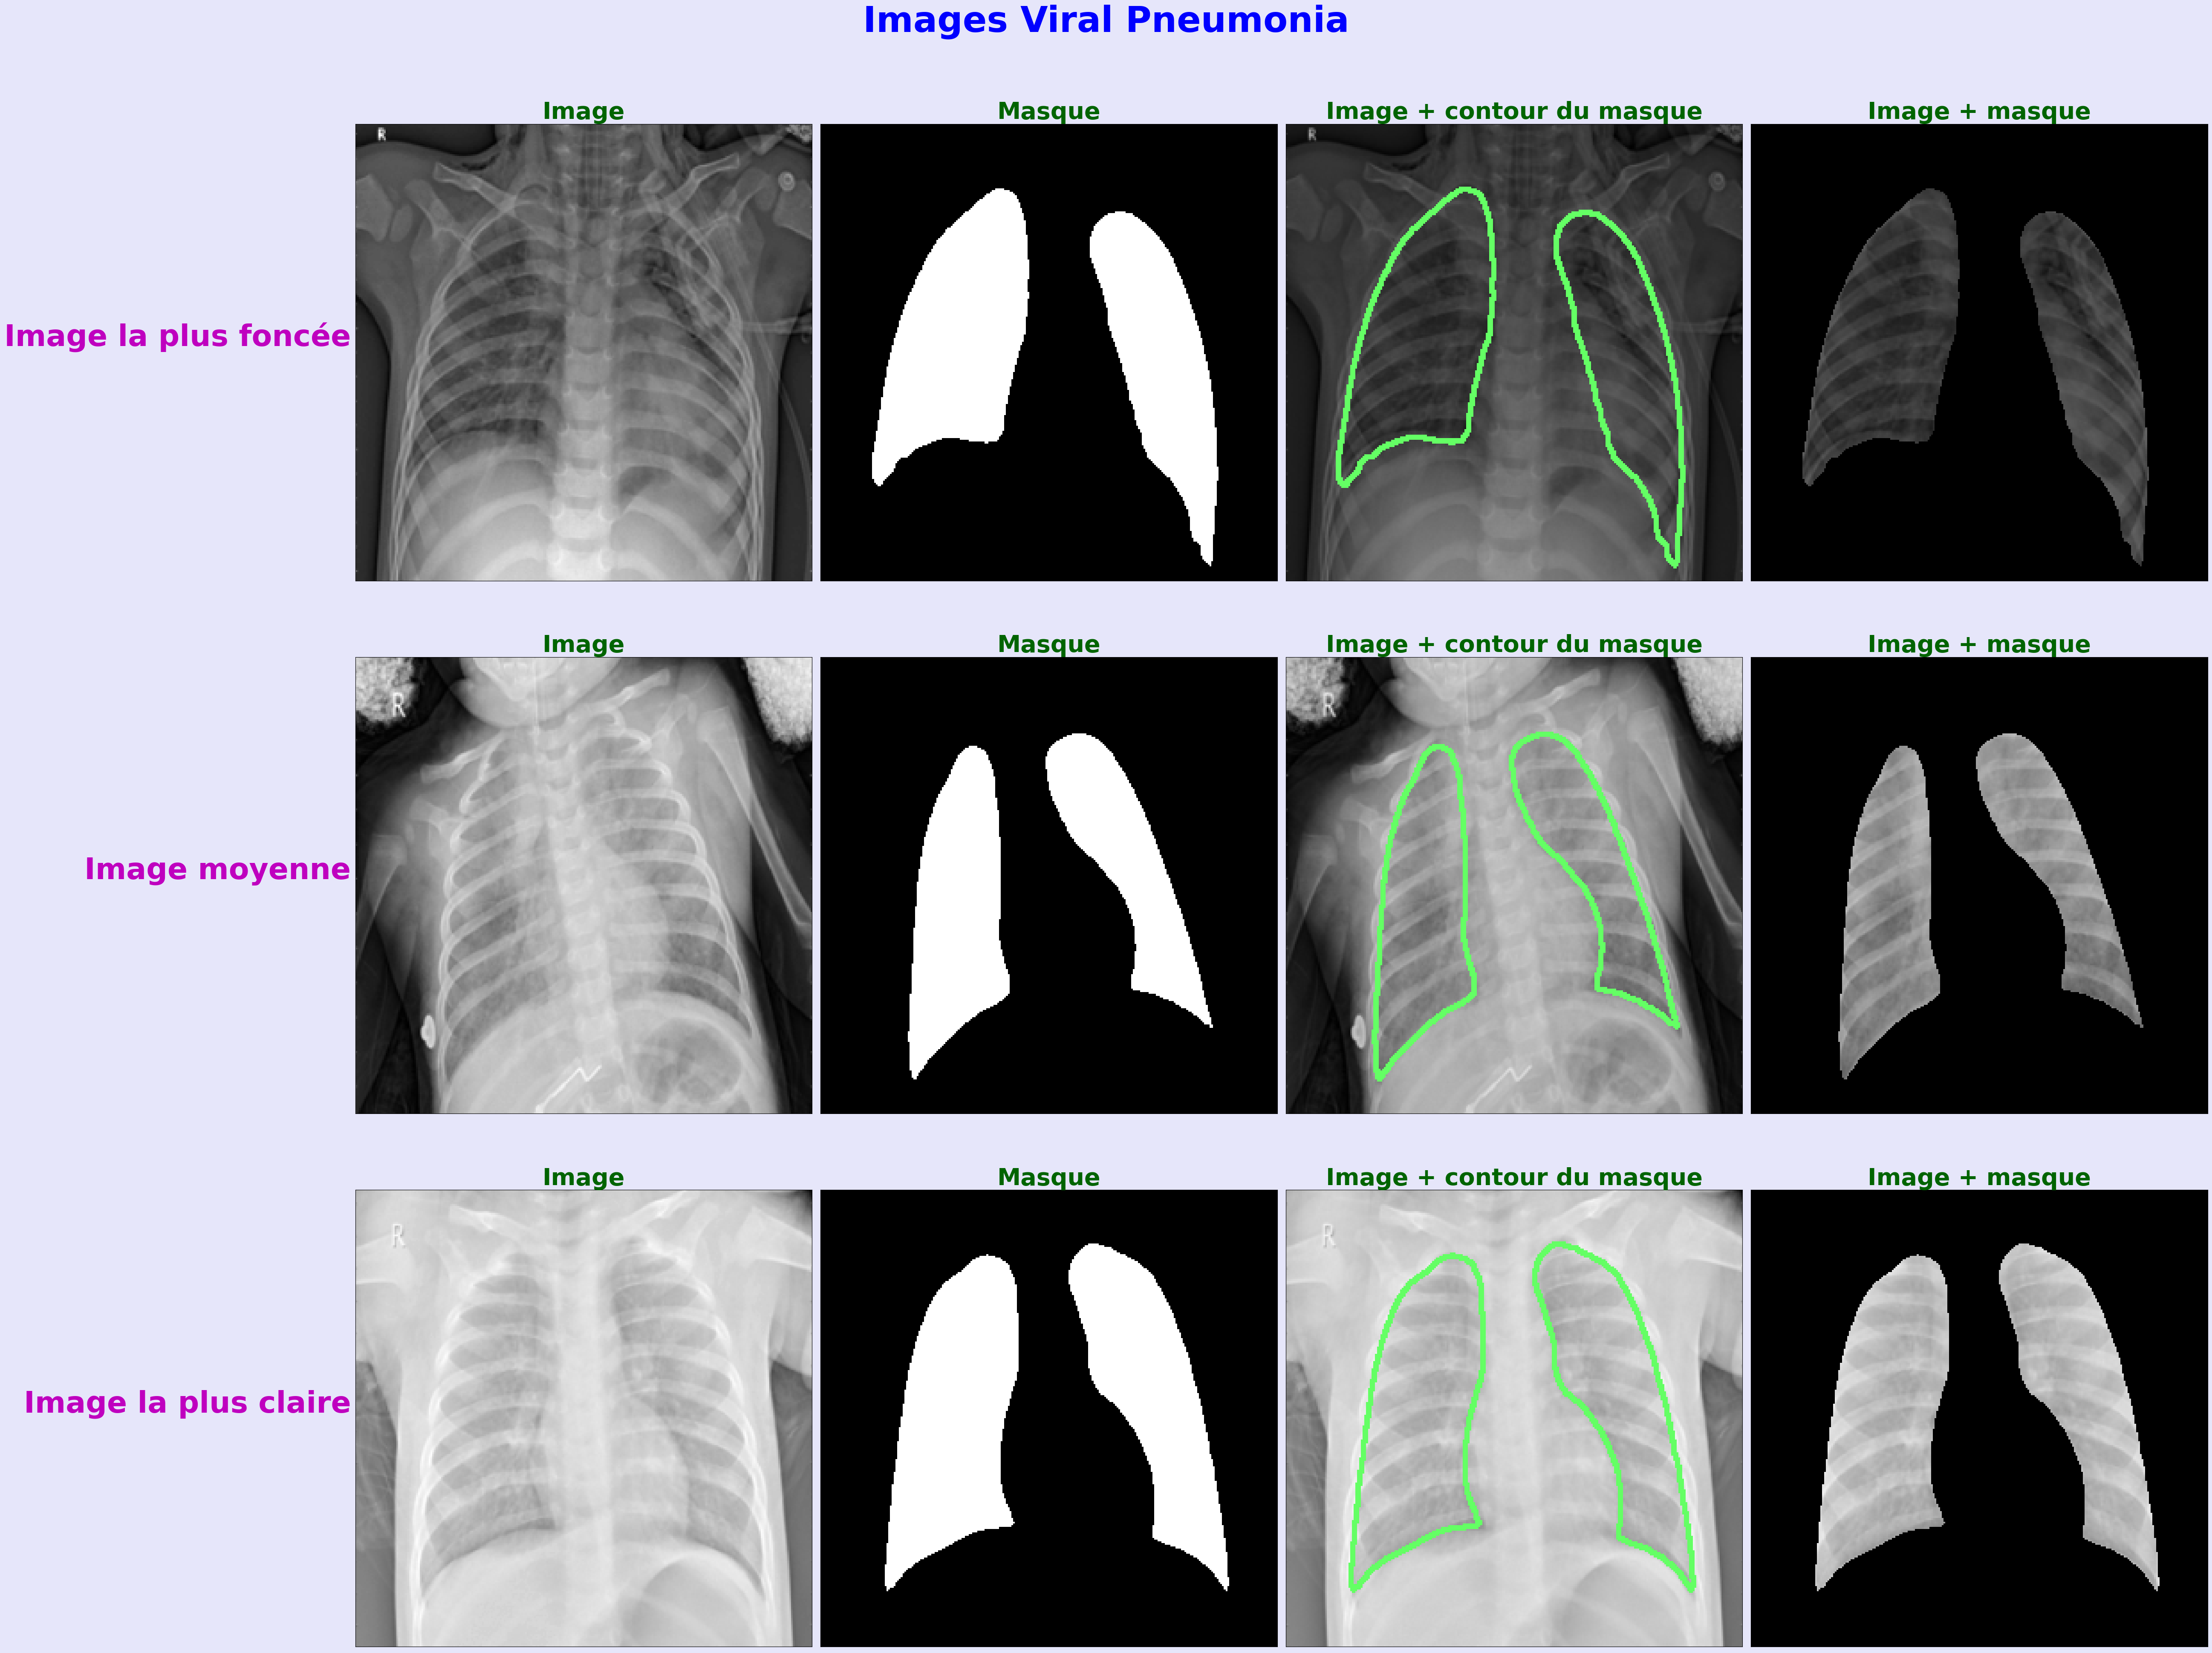 Images Viral Pneumonia
Image Masque Image + contour du masque Image + masque
R R
Image la plus foncée
Image Masque Image + contour du masque Image + masque
R R
Image moyenne
Image Masque Image + contour du masque Image + masque
R R
Image la plus claire